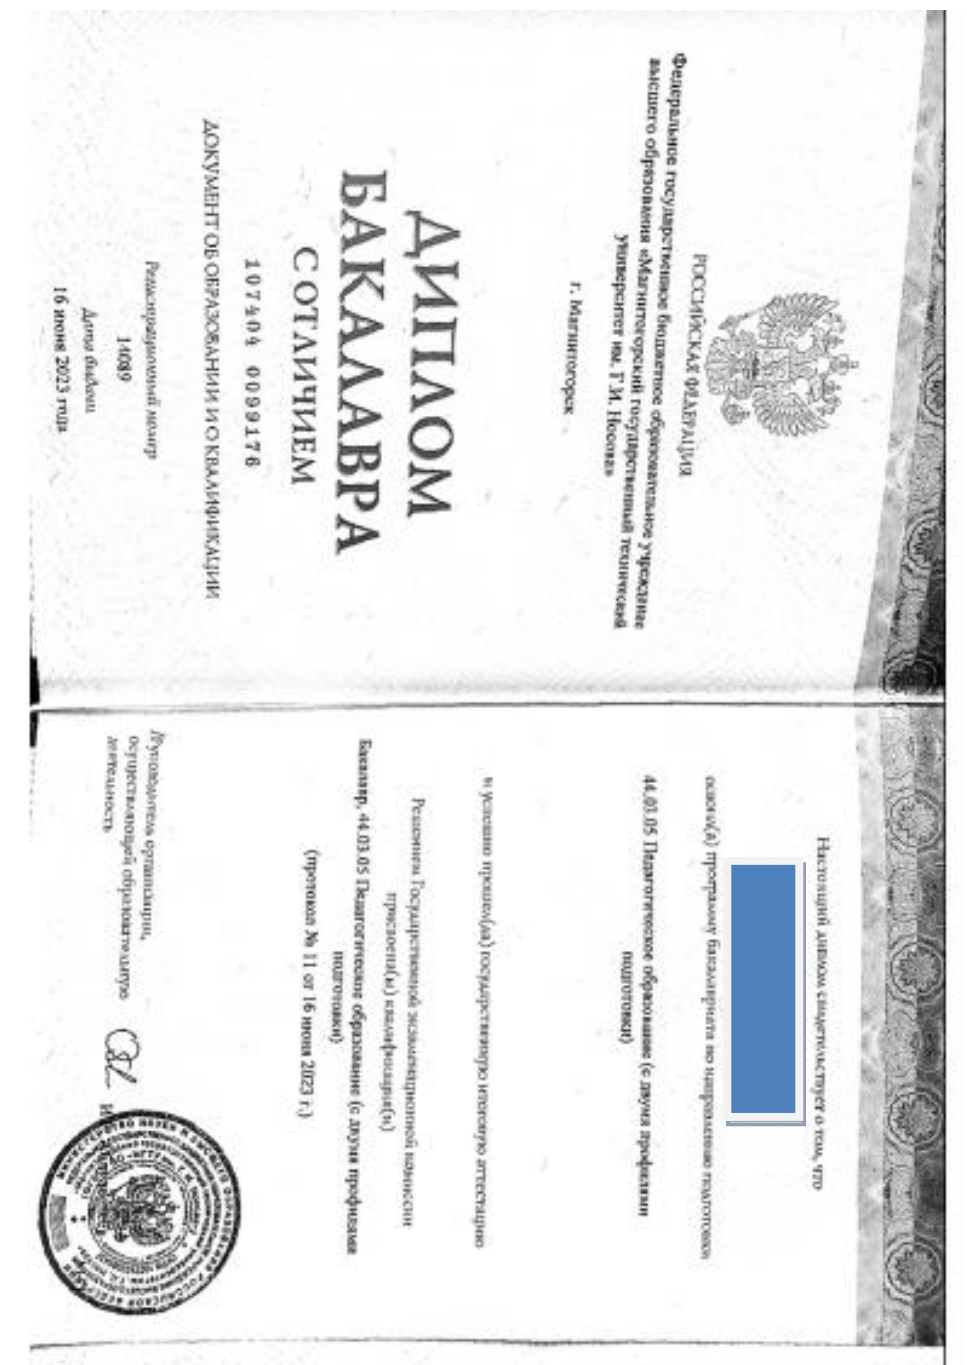 РОССИЙСКАЯ ФЕДЕРАЦИЯ
Федеральное государственное бюджетное образовательное учреждение
высшего образования «Магнитогорский государственный технический
университет им. Г.И. Носова»
г. Магнитогорск
ДИПЛОМ
БАКАЛАВРА
С ОТЛИЧИЕМ
107404 0099176
ДОКУМЕНТ ОБ ОБРАЗОВАНИИ И О КВАЛИФИКАЦИИ
Регистрационный номер
14089
Дата выдачи
16 июня 2023 года
Настоящий диплом свидетельствует о том, что
освоил(а) программу бакалавриата по направлению подготовки
44.03.05 Педагогическое образование (с двумя профилями
подготовки)
и успешно прошел(ла) государственную итоговую аттестацию
Решением Государственной экзаменационной комиссии
присвоена(ы) квалификация(и)
Бакалавр, 44.03.05 Педагогическое образование (с двумя профилями
подготовки)
(протокол № 11 от 16 июня 2023 г.)
Руководитель организации,
осуществляющей образовательную
деятельность